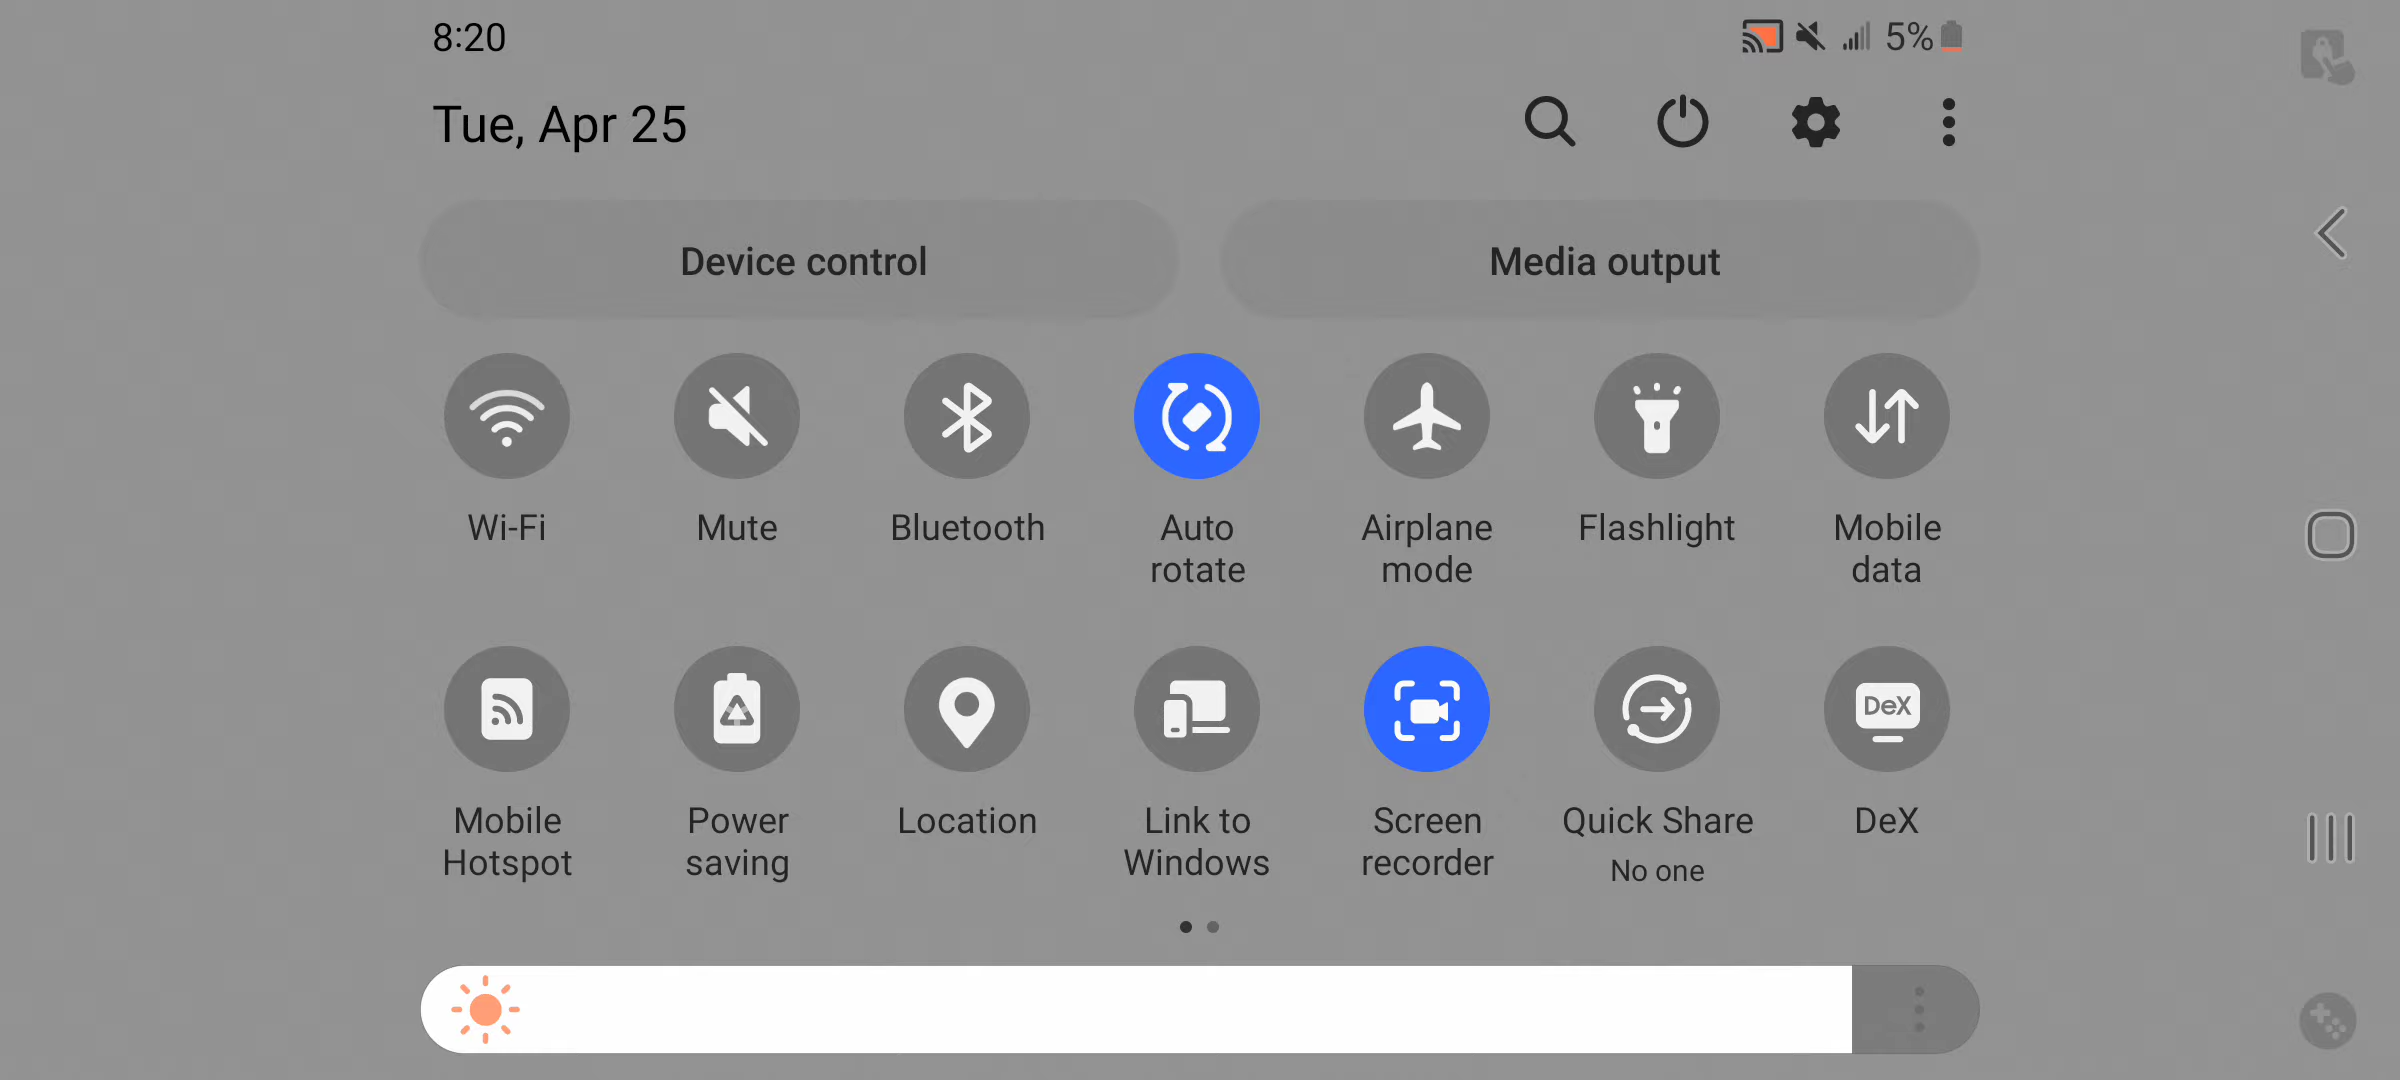 8:20
5%
Tue, Apr 25
Device control
Media output
Wi-Fi
Mute
Bluetooth
Auto
rotate
Airplane
mode
Flashlight
Mobile
data
Mobile
Hotspot
Power
saving
Location
Link to
Windows
Screen
recorder
Quick Share
No one
DeX
DeX